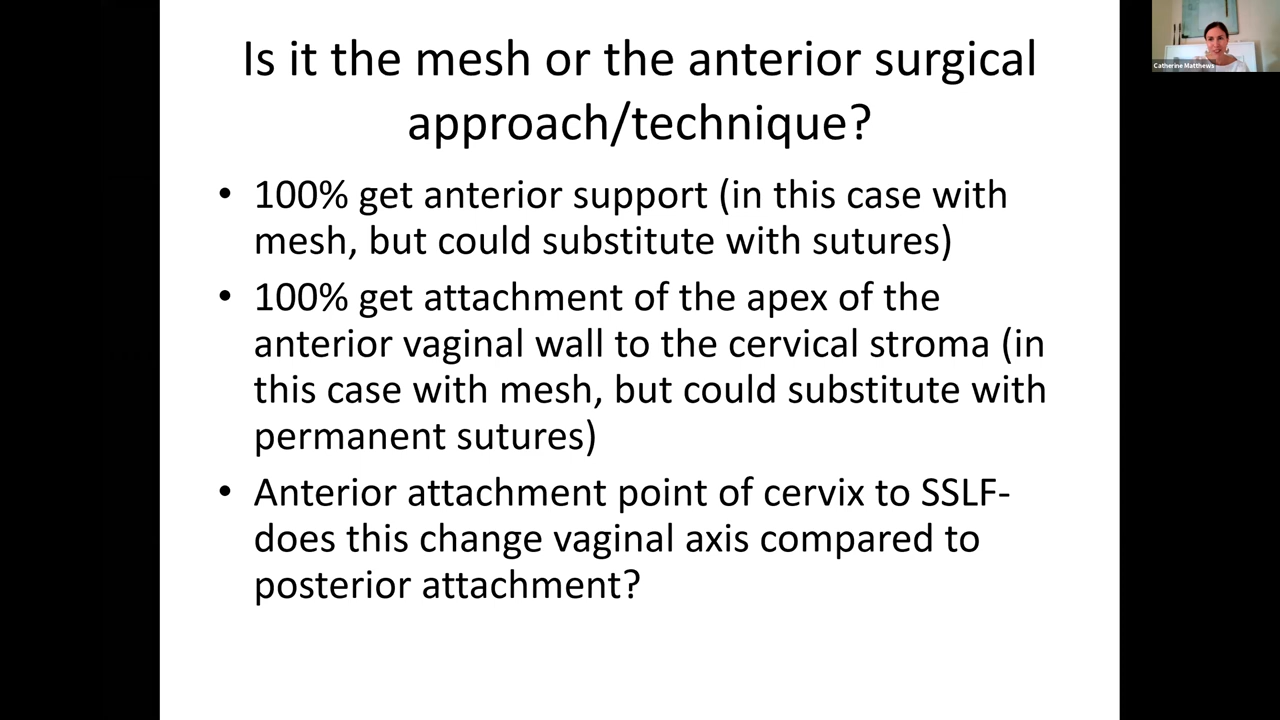 Is it the mesh or the anterior surgical
approach/technique?
• 100% get anterior support (in this case with
mesh, but could substitute with sutures)
• 100% get attachment of the apex of the
anterior vaginal wall to the cervical stroma (in
this case with mesh, but could substitute with
permanent sutures)
• Anterior attachment point of cervix to SSLF-
does this change vaginal axis compared to
posterior attachment?
Catherine Matthews